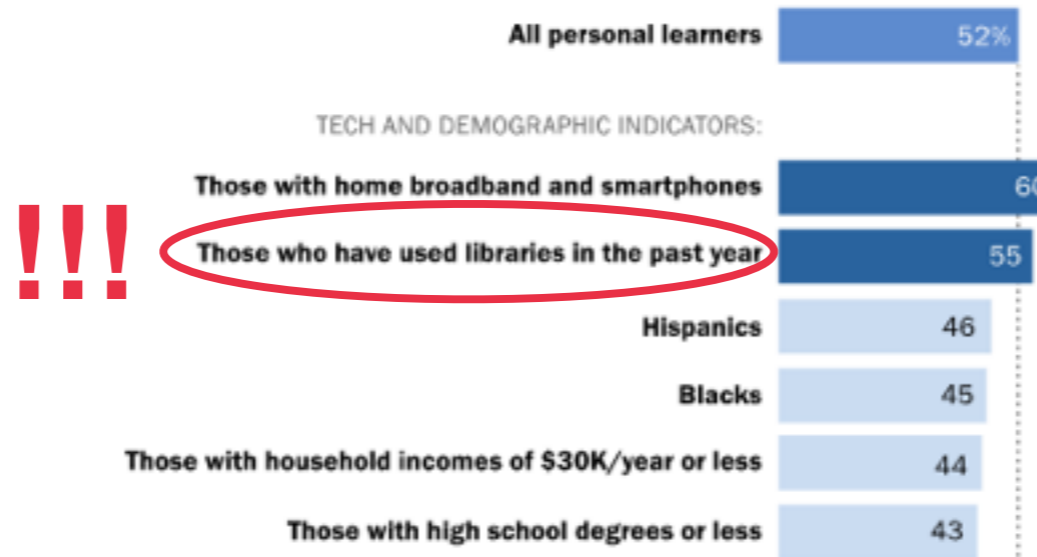 All personal learners 52%
TECH AND DEMOGRAPHIC INDICATORS:
Those with home broadband and smartphones 60
!!! Those who have used libraries in the past year 55
Hispanics 46
Blacks 45
Those with household incomes of $30K/year or less 44
Those with high school degrees or less 43